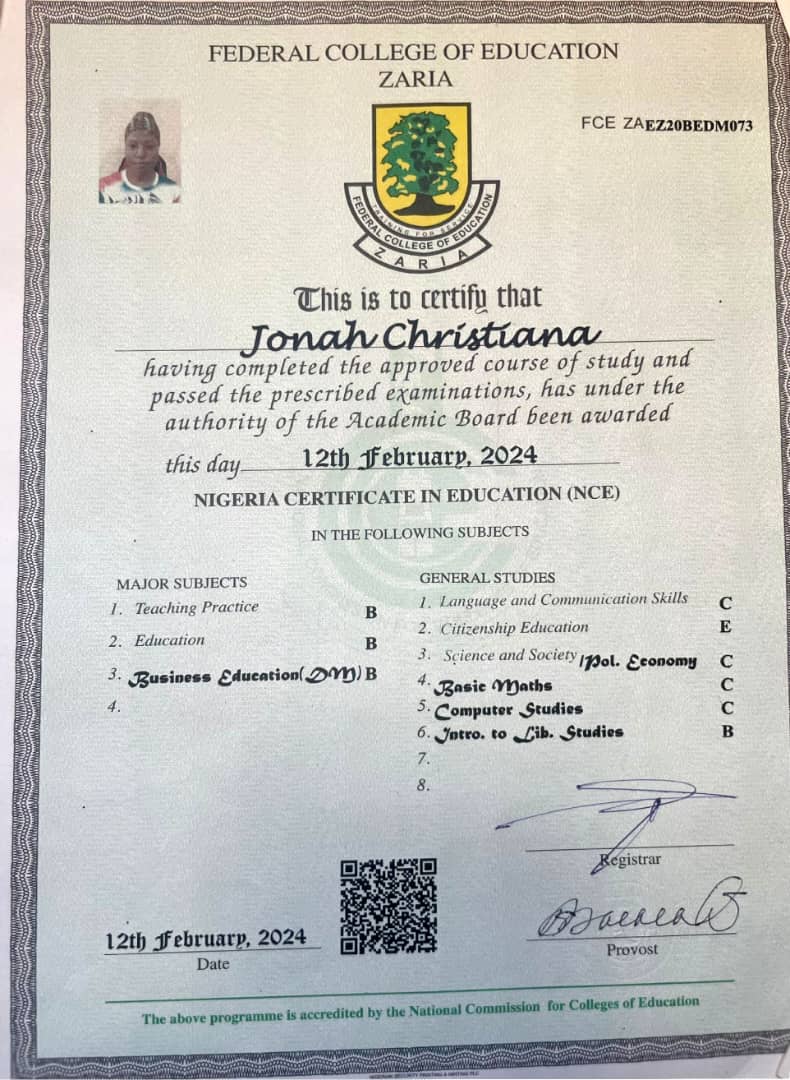 FEDERAL COLLEGE OF EDUCATION
ZARIA
FCE ZAEZ20BEDM073
TRAINING FOR SERVICE
FEDERAL COLLEGE OF EDUCATION
ZARIA
This is to certify that
Jonah Christiana
having completed the approved course of study and
passed the prescribed examinations, has under the
authority of the Academic Board been awarded
this day 12th February, 2024
NIGERIA CERTIFICATE IN EDUCATION (NCE)
IN THE FOLLOWING SUBJECTS
MAJOR SUBJECTS
1. Teaching Practice B
2. Education B
3. Business Education(DM) B
4.
GENERAL STUDIES
1. Language and Communication Skills C
2. Citizenship Education E
3. Science and Society/Pol. Economy C
4. Basic Maths C
5. Computer Studies C
6. Intro. to Lib. Studies B
7.
8.
Registrar
12th February, 2024
Date
Provost
The above programme is accredited by the National Commission for Colleges of Education